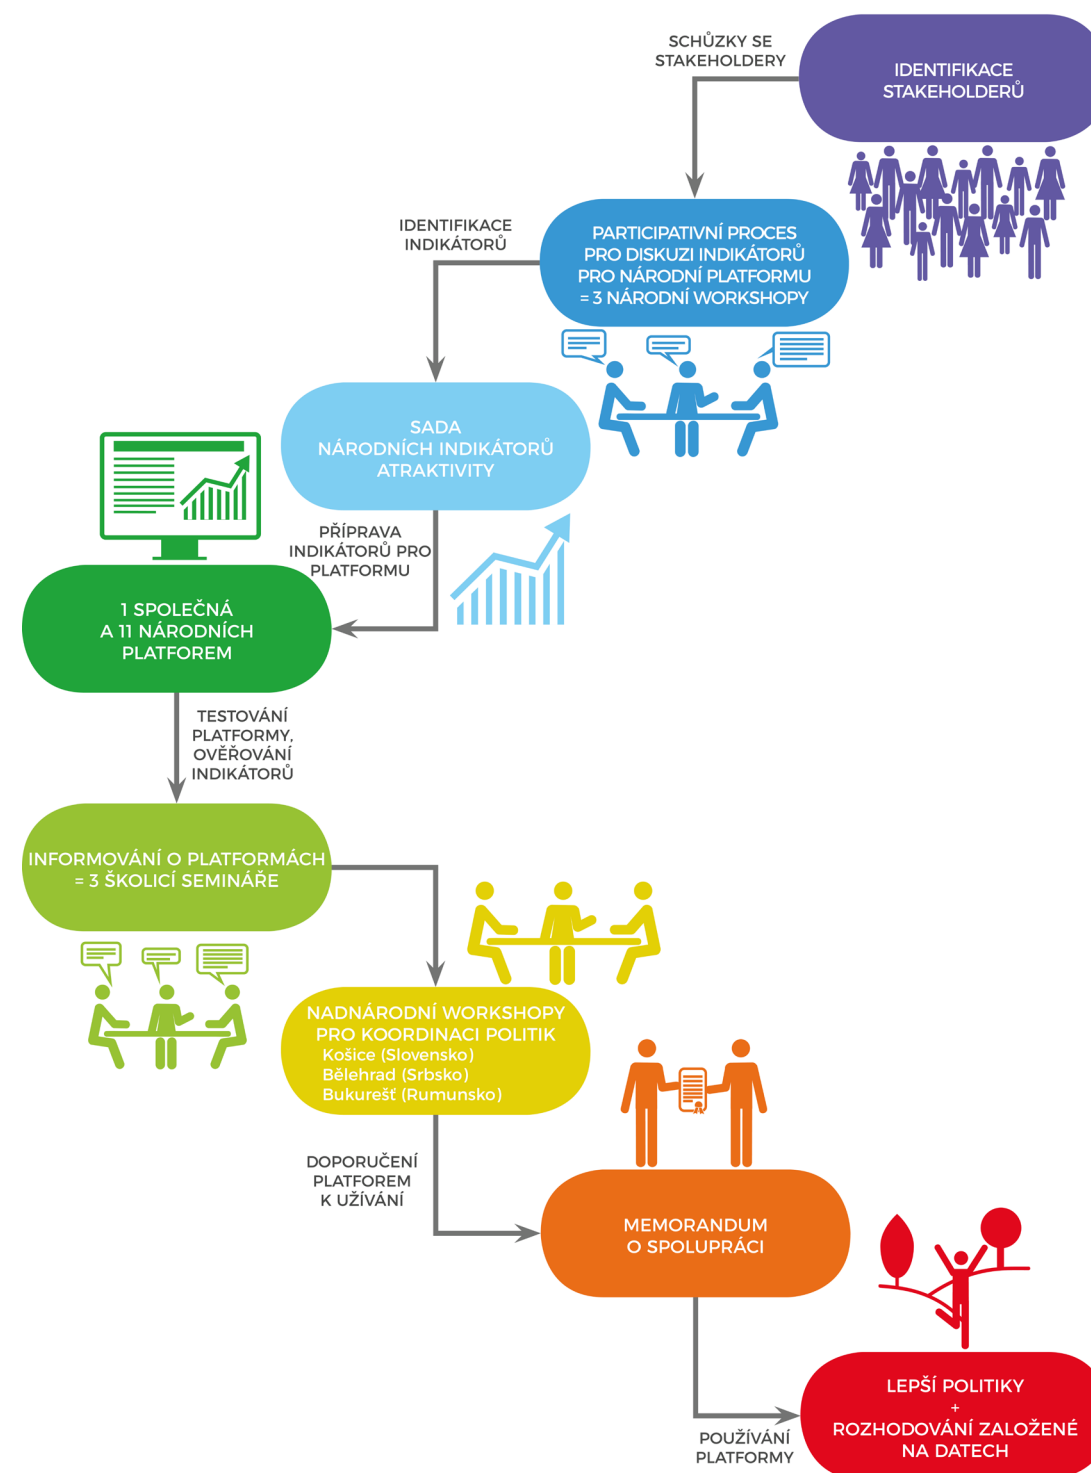 IDENTIFIKACE
STAKEHOLDERŮ
SCHŮZKY SE
STAKEHOLDERY
PARTICIPATIVNÍ PROCES
PRO DISKUZI INDIKÁTORŮ
PRO NÁRODNÍ PLATFORMU
= 3 NÁRODNÍ WORKSHOPY
IDENTIFIKACE
INDIKÁTORŮ
SADA
NÁRODNÍCH INDIKÁTORŮ
ATRAKTIVITY
PŘÍPRAVA
INDIKÁTORŮ PRO
PLATFORMU
1 SPOLEČNÁ
A 11 NÁRODNÍCH
PLATFOREM
TESTOVÁNÍ
PLATFORMY,
OVĚŘOVÁNÍ
INDIKÁTORŮ
INFORMOVÁNÍ O PLATFORMÁCH
= 3 ŠKOLICÍ SEMINÁŘE
NADNÁRODNÍ WORKSHOPY
PRO KOORDINACI POLITIK
Košice (Slovensko)
Bělehrad (Srbsko)
Bukurešť (Rumunsko)
DOPORUČENÍ
PLATFOREM
K UŽÍVÁNÍ
MEMORANDUM
O SPOLUPRÁCI
POUŽÍVÁNÍ
PLATFORMY
LEPŠÍ POLITIKY
+
ROZHODOVÁNÍ ZALOŽENÉ
NA DATECH